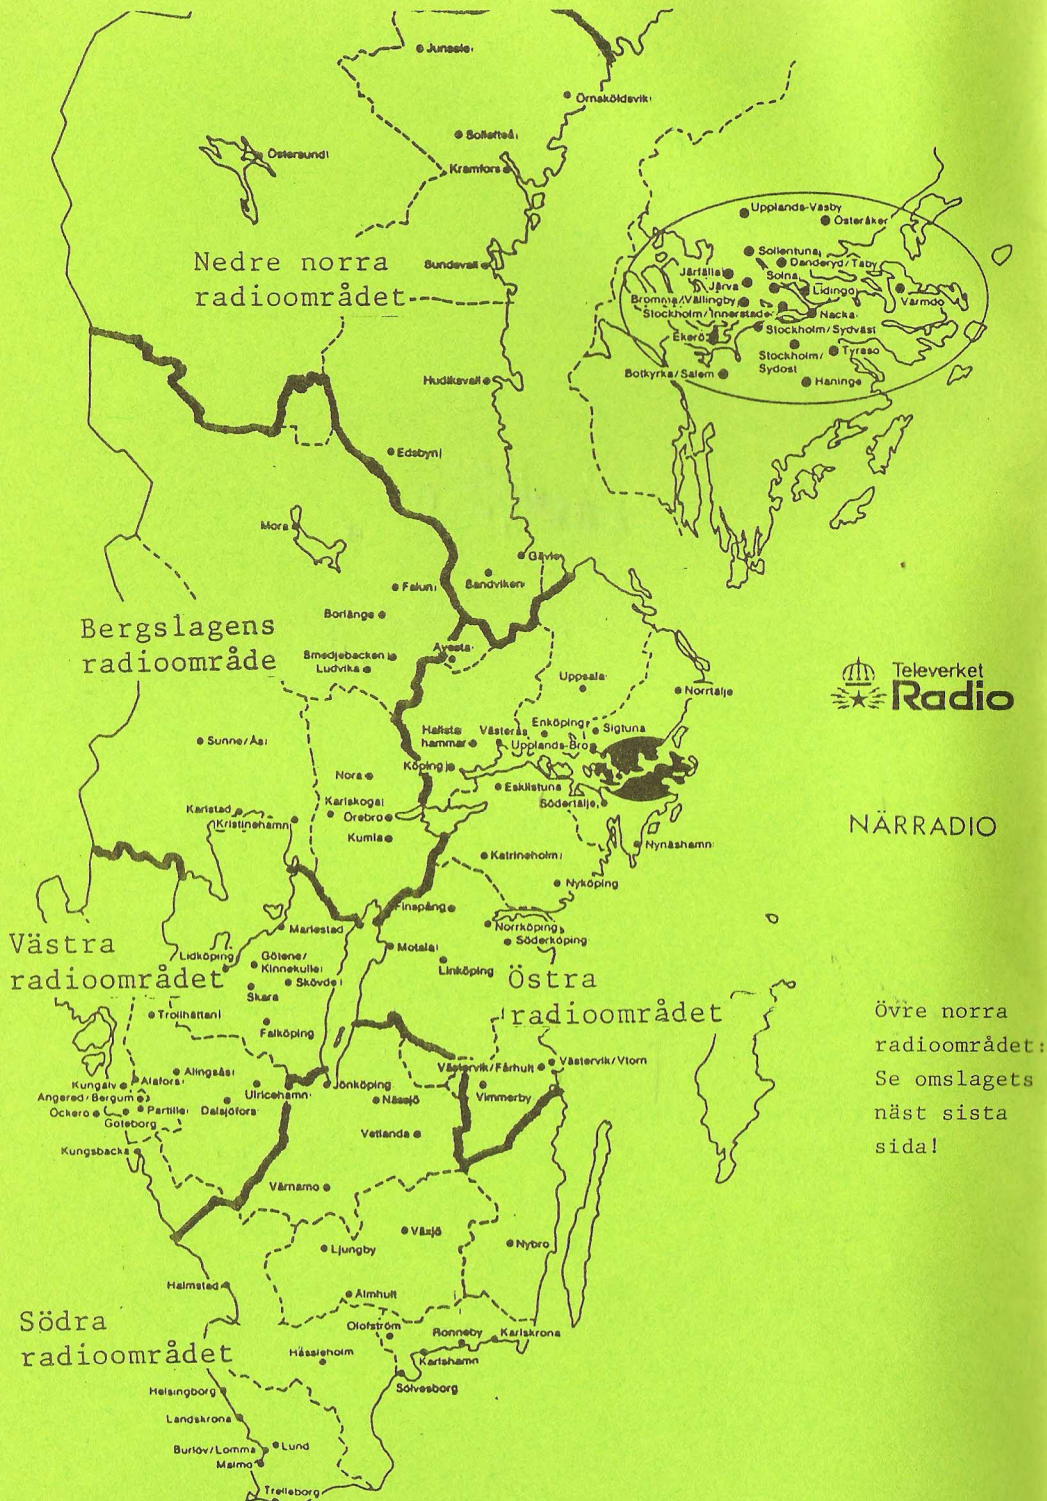 Junsele
Örnsköldsvik
Sollefteå
Östersund
Kramfors
Upplands-Väsby
Österåker
Nedre norra
radioområdet
Sundsvall
Sollentuna
Danderyd/Täby
Järfälla
Solna
Järva
Lidingö
Värmdö
Bromma/Vällingby
Stockholm/Innerstaden
Nacka
Stockholm/Sydväst
Ekerö
Stockholm/
Sydost
Tyresö
Botkyrka/Salem
Haninge
Hudiksvall
Edsbyn
Mora
Gävle
Sandviken
Falun
Borlänge
Bergslagens
radioområde
Avesta
Smedjebacken
Ludvika
Uppsala
Norrtälje
Televerket
Radio
Hallsta
hammar
Västerås
Enköping
Sigtuna
Upplands-Bro
Sunne/Åsi
Köping
Nora
Eskilstuna
Södertälje
Karlstad
Kristinehamn
Karlskoga
Örebro
Kumla
NÄRRADIO
Nynäshamn
Katrineholm
Nyköping
Finspång
Mariestad
Norrköping
Söderköping
Västra
radioområdet
Lidköping
Götene/
Kinnekulle
Skövde
Skara
Motala
Linköping
Östra
radioområdet
Trollhättan
Falköping
Övre norra
radioområdet:
Se omslagets
näst sista
sida!
Västervik/Fårhult
Västervik/Vtorn
Kungälv
Alafors
Alingsås
Ulricehamn
Jönköping
Vimmerby
Angered/Bergum
Öckerö
Partille
Dalsjöfors
Nässjö
Göteborg
Vetlanda
Kungsbacka
Värnamo
Växjö
Ljungby
Nybro
Halmstad
Älmhult
Södra
radioområdet
Olofström
Ronneby
Karlskrona
Hässleholm
Karlshamn
Sölvesborg
Helsingborg
Landskrona
Burlöv/Lomma
Lund
Malmö
Trelleborg